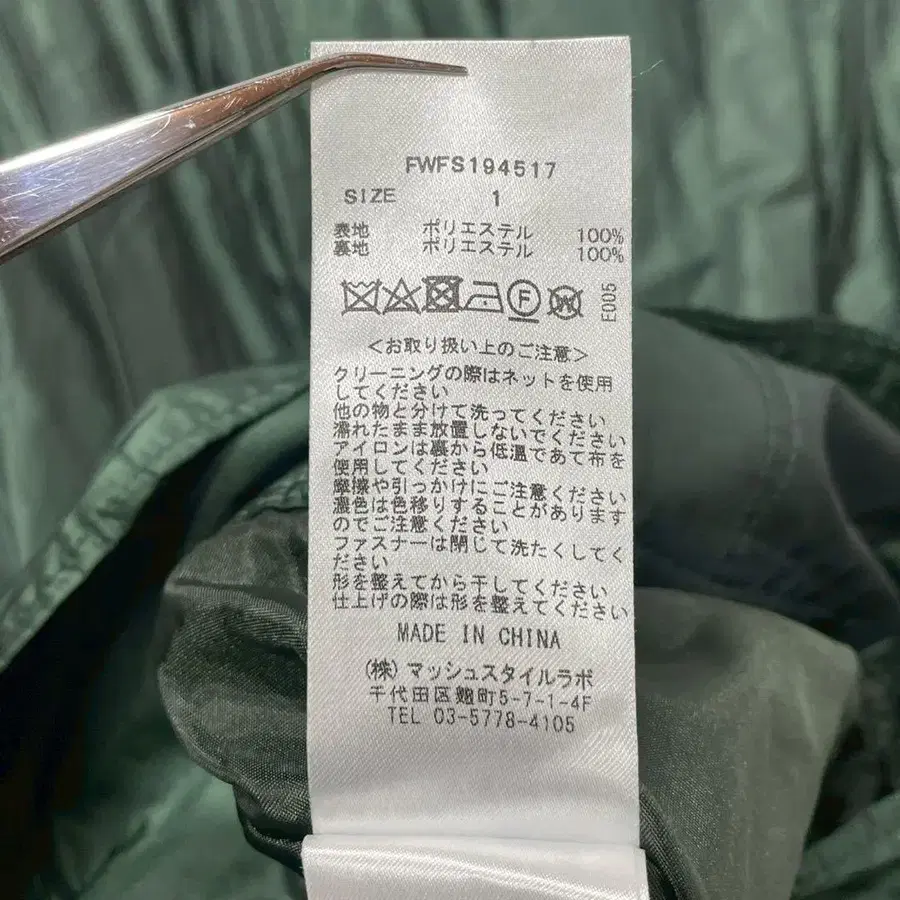 FWFS194517
SIZE 1
表地 ポリエステル 100%
裏地 ポリエステル 100%
F W E005
<お取り扱い上のご注意>
クリーニングの際はネットを使用
してください
他の物と分けて洗ってください
濡れたまま放置しないでください
アイロンは裏から低温であて布を
使用してください
摩擦や引っかけにご注意ください
濃色は色移りすることがあります
のでご注意ください
ファスナーは閉じて洗たくしてく
ださい
形を整えてから干してください
仕上げの際は形を整えてください
MADE IN CHINA
(株) マッシュスタイルラボ
千代田区麹町5-7-1-4F
TEL 03-5778-4105